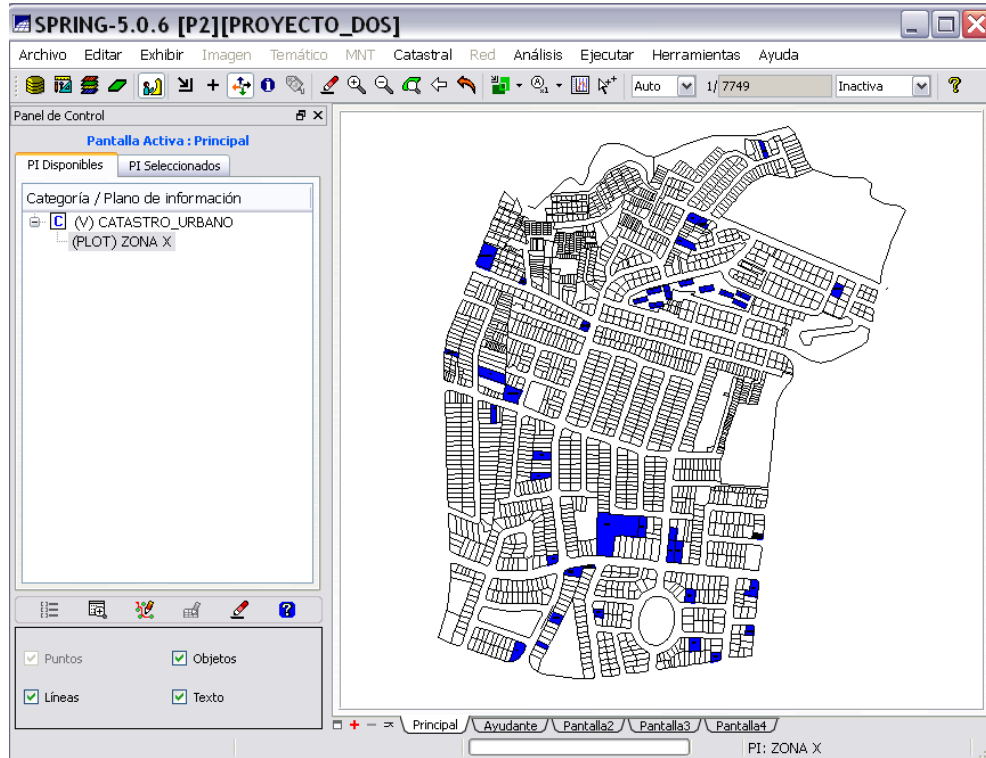 SPRING-5.0.6 [P2][PROYECTO_DOS]
Archivo Editar Exhibir Imagen Temático MNT Catastral Red Análisis Ejecutar Herramientas Ayuda
Auto 1/ 7749 Inactiva
Panel de Control
Pantalla Activa : Principal
PI Disponibles PI Seleccionados
Categoría / Plano de información
C (V) CATASTRO_URBANO
(PLOT) ZONA X
Puntos Objetos
Líneas Texto
Principal Ayudante Pantalla2 Pantalla3 Pantalla4
PI: ZONA X